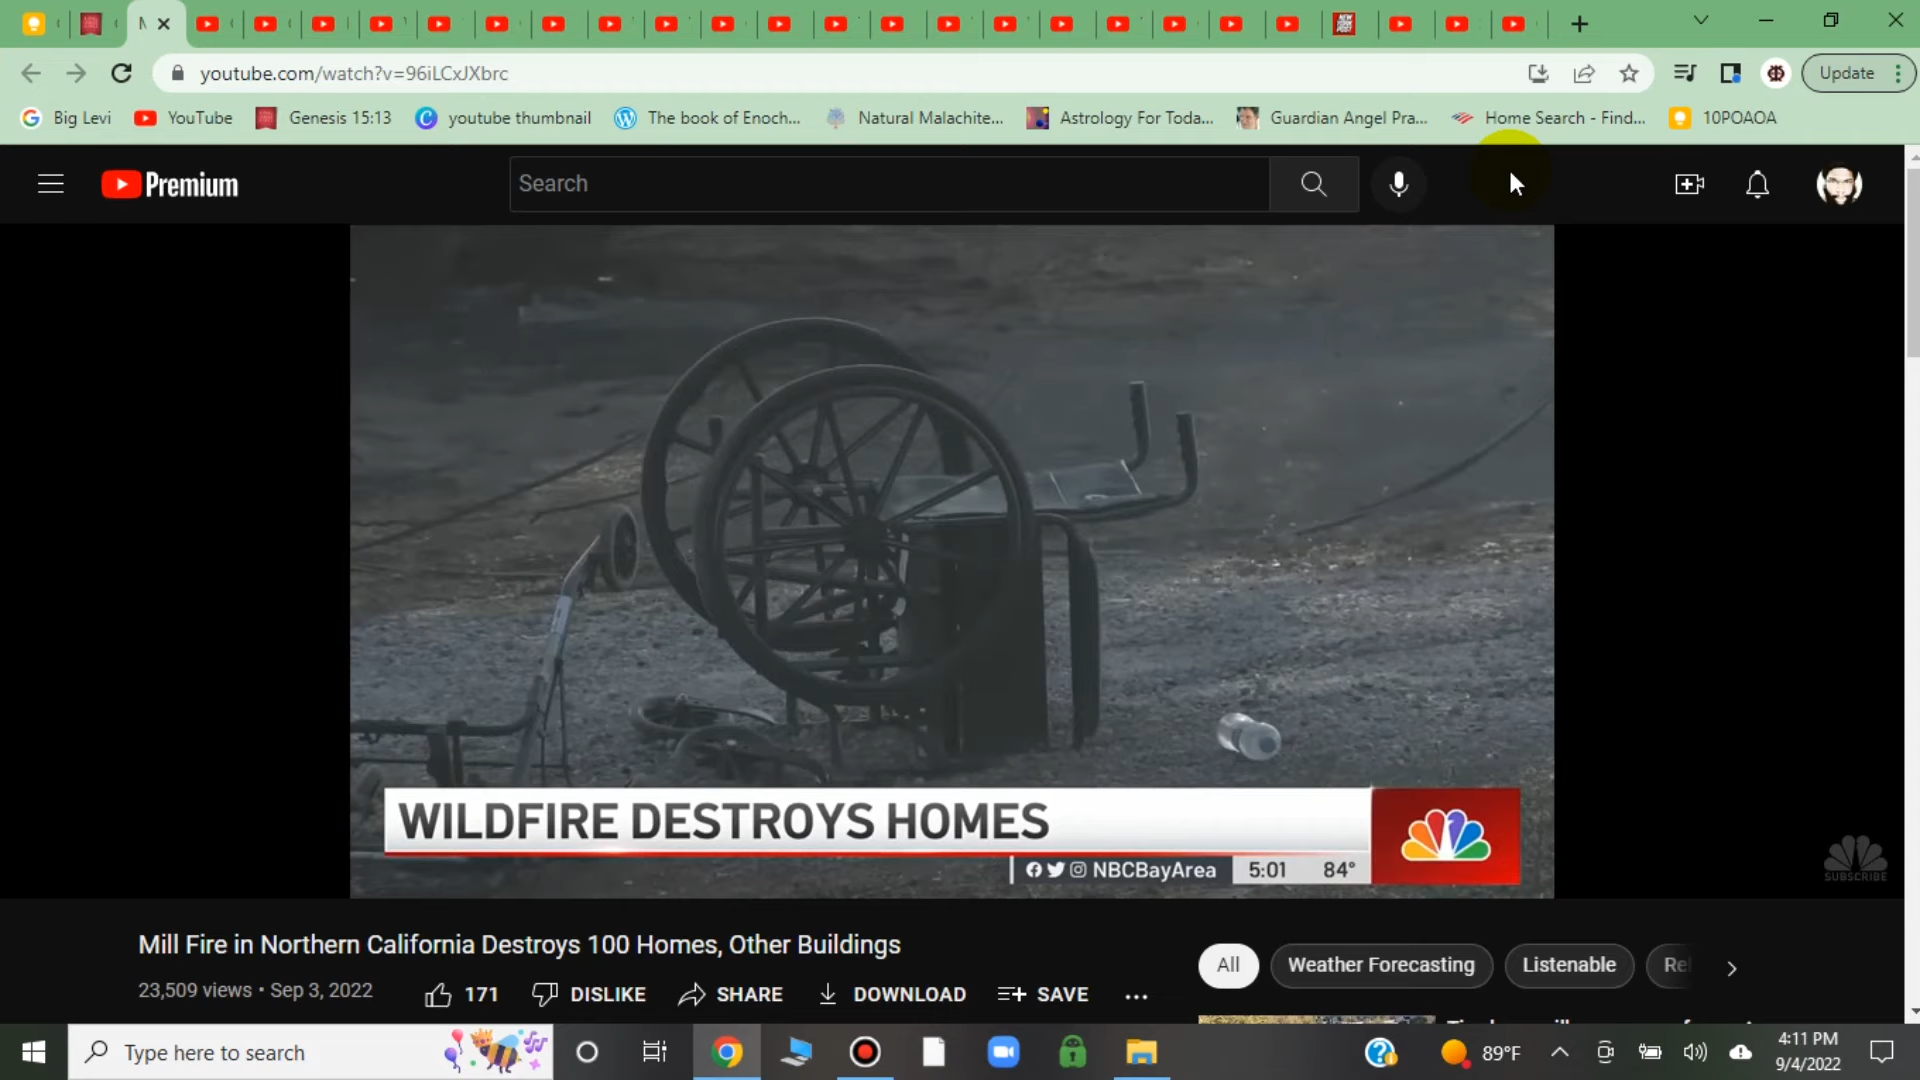 youtube.com/watch?v=96iLCxJXbrc
Update
Big Levi
YouTube
Genesis 15:13
youtube thumbnail
The book of Enoch...
Natural Malachite...
Astrology For Toda...
Guardian Angel Pra...
Home Search - Find...
10POAOA
Premium
Search
WILDFIRE DESTROYS HOMES
NBCBayArea 5:01 84°
SUBSCRIBE
Mill Fire in Northern California Destroys 100 Homes, Other Buildings
23,509 views • Sep 3, 2022
171 DISLIKE SHARE DOWNLOAD SAVE
All Weather Forecasting Listenable Rel
Type here to search
89°F
4:11 PM
9/4/2022